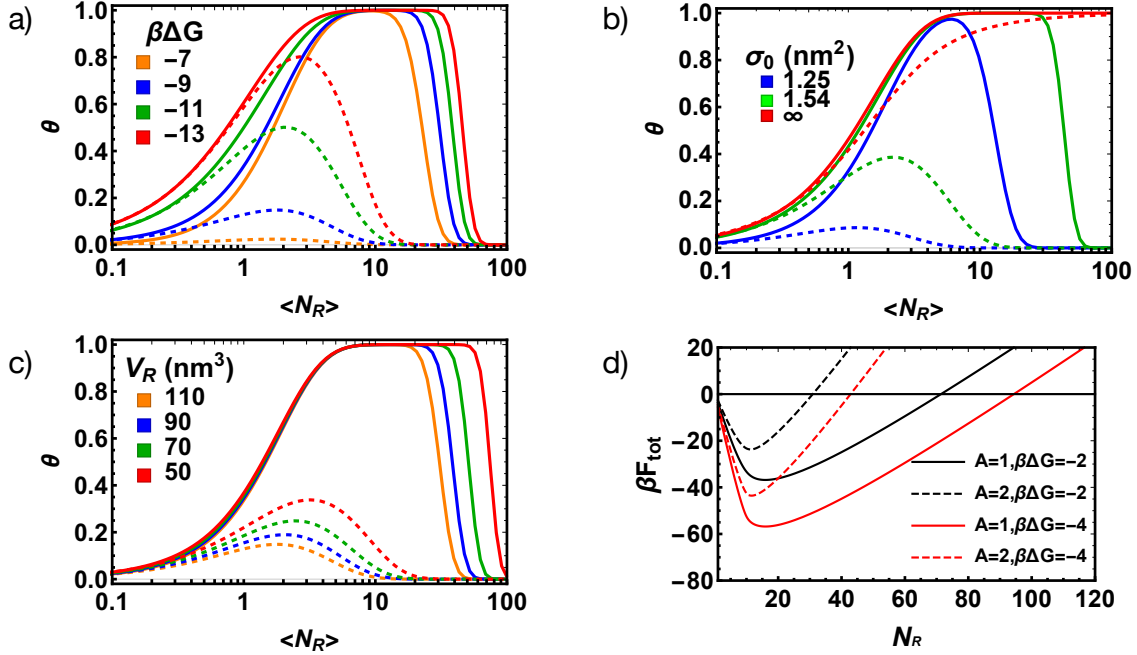 a)
βΔG
−7
−9
−11
−13
θ
1.0
0.8
0.6
0.4
0.2
0.0
0.1
1
10
100
<N_R>
b)
σ₀ (nm²)
1.25
1.54
∞
θ
1.0
0.8
0.6
0.4
0.2
0.0
0.1
1
10
100
<N_R>
c)
V_R (nm³)
110
90
70
50
θ
1.0
0.8
0.6
0.4
0.2
0.0
0.1
1
10
100
<N_R>
d)
βF_tot
20
0
−20
−40
−60
−80
A=1,βΔG=−2
A=2,βΔG=−2
A=1,βΔG=−4
A=2,βΔG=−4
20
40
60
80
100
120
N_R